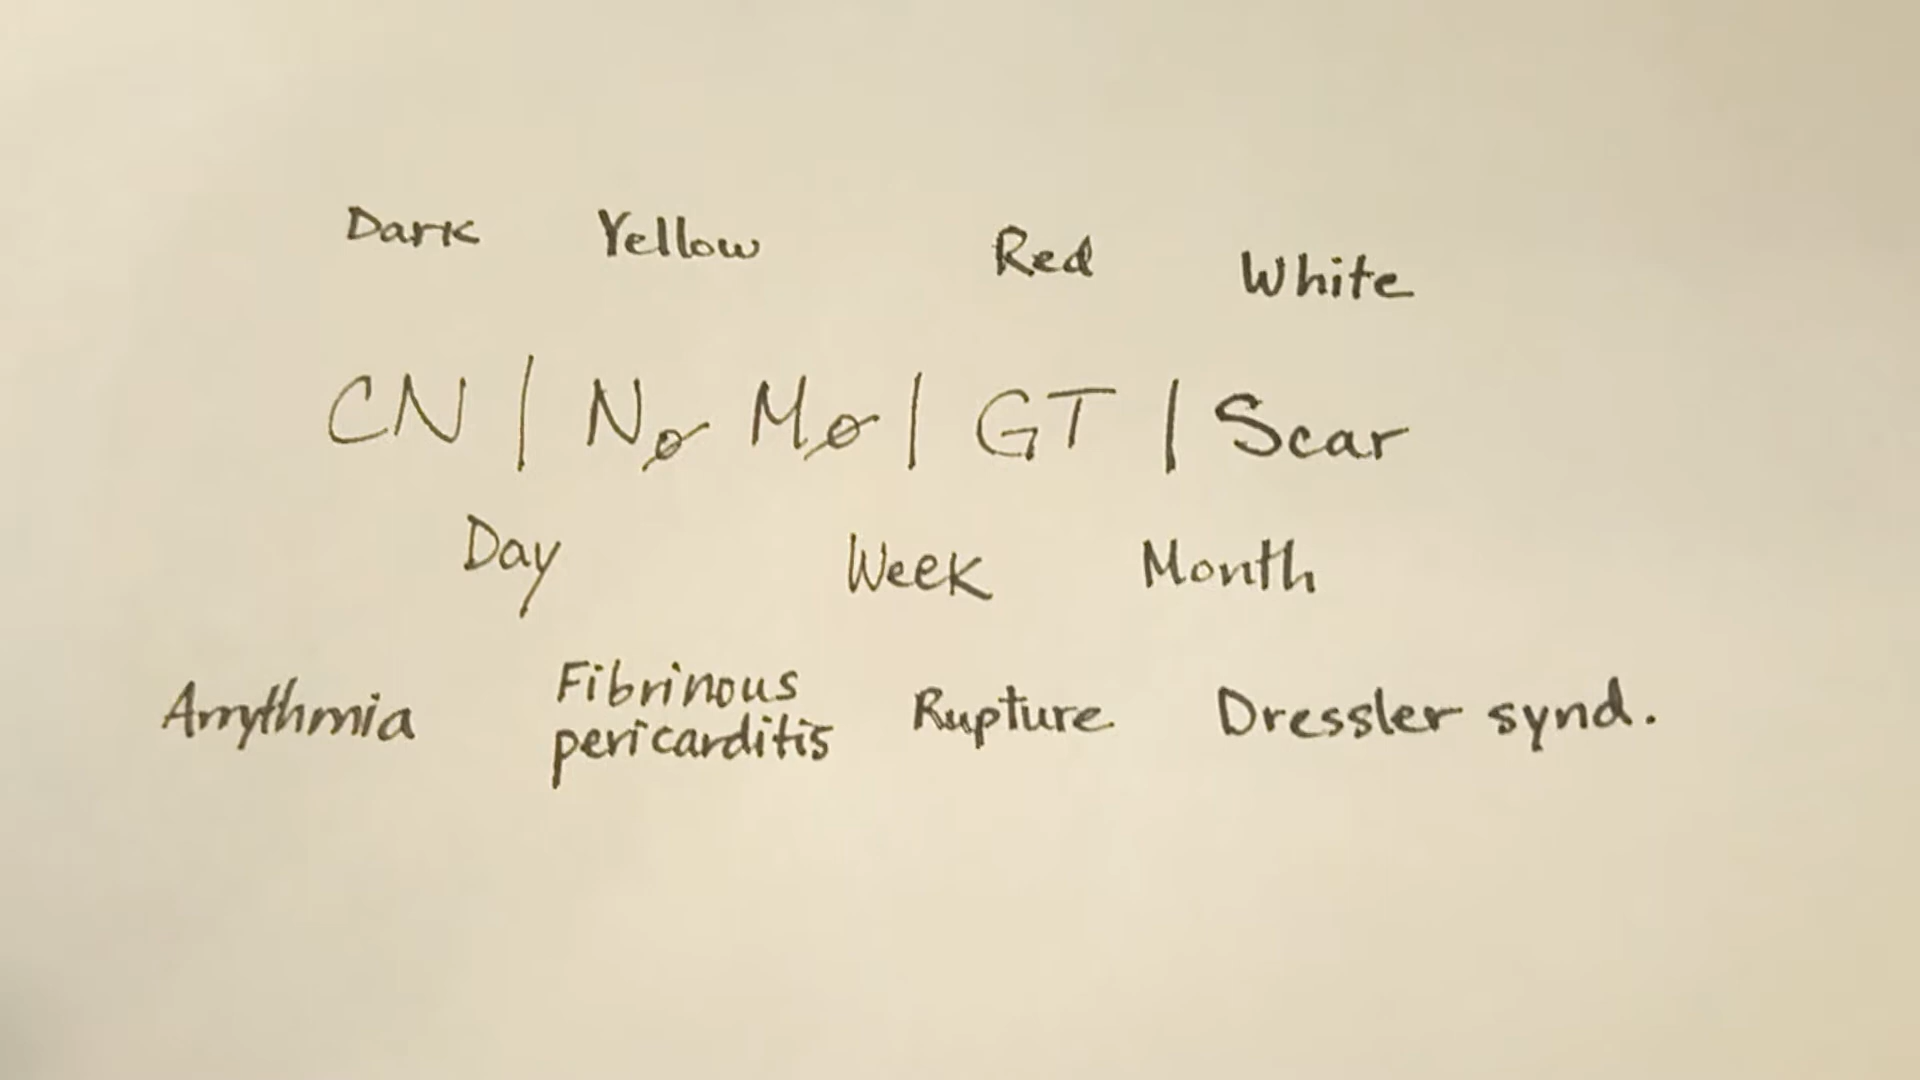 Dark Yellow Red White
CN | Nø Mø | GT | Scar
Day Week Month
Arrythmia Fibrinous pericarditis Rupture Dressler synd.